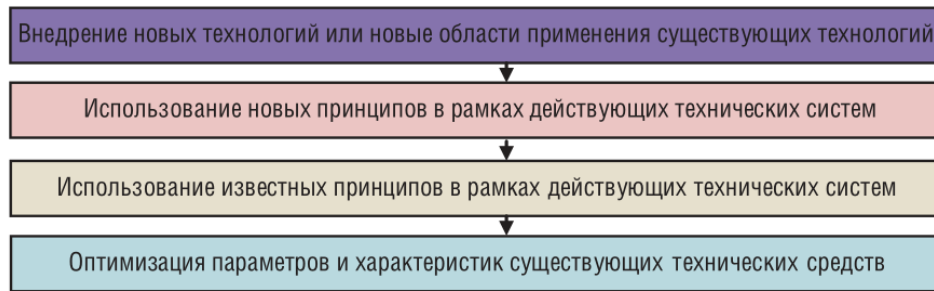 Внедрение новых технологий или новые области применения существующих технологий
Использование новых принципов в рамках действующих технических систем
Использование известных принципов в рамках действующих технических систем
Оптимизация параметров и характеристик существующих технических средств